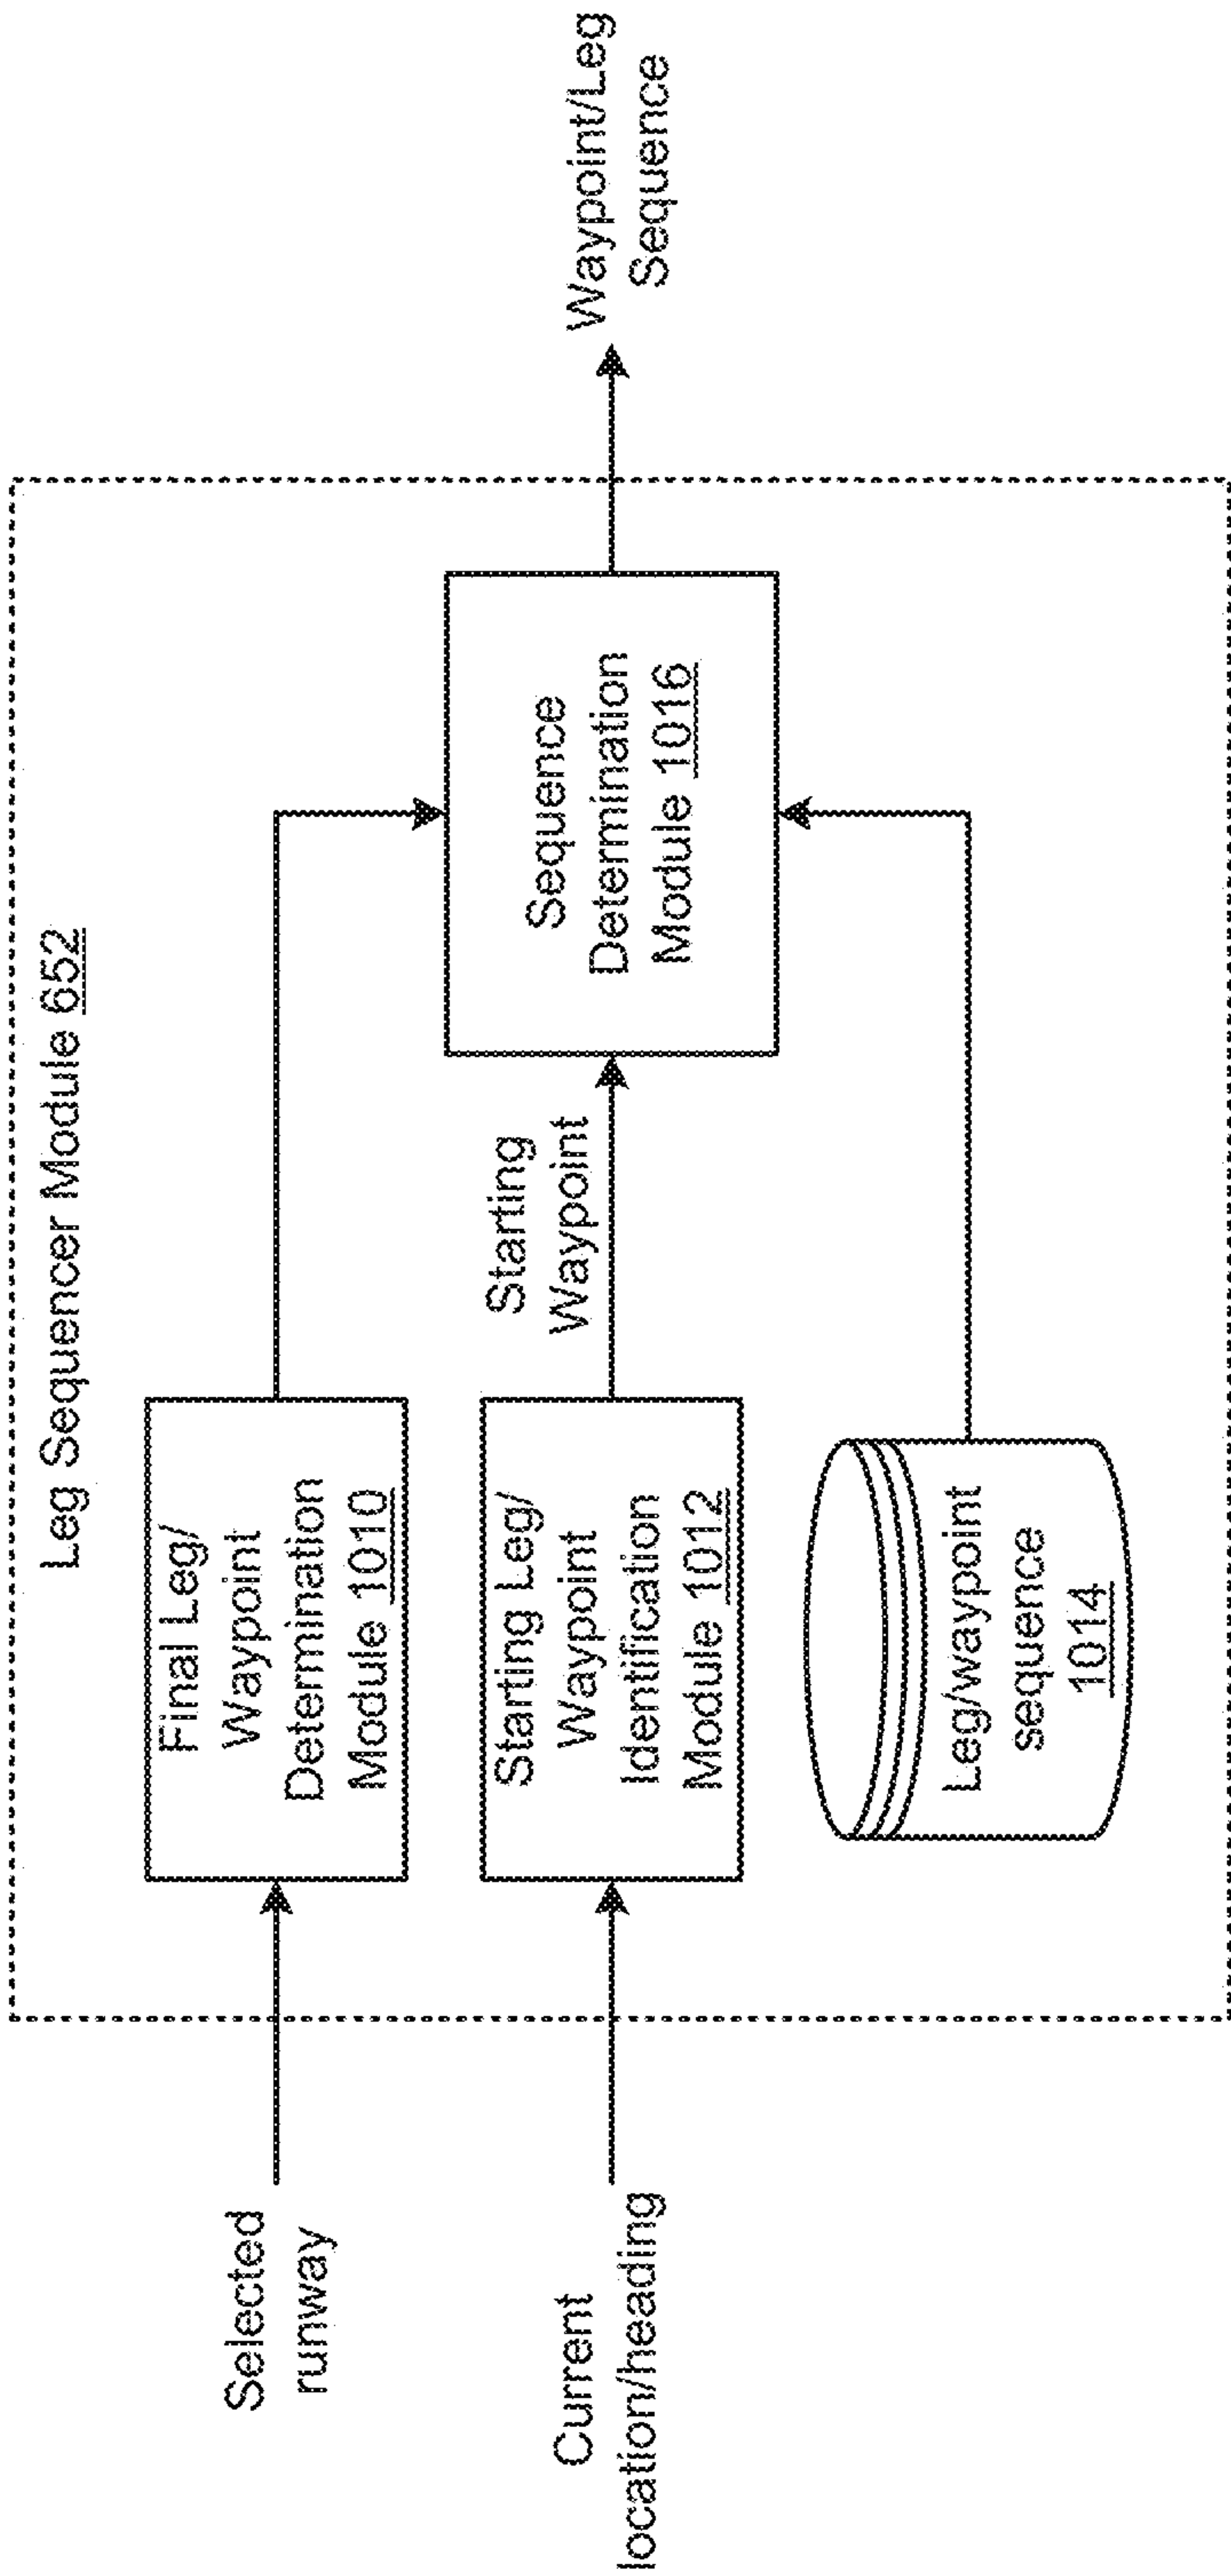 Leg Sequencer Module 652
Selected
runway
Final Leg/
Waypoint
Determination
Module 1010
Current
location/heading
Starting Leg/
Waypoint
Identification
Module 1012
Starting
Waypoint
Leg/waypoint
sequence
1014
Sequence
Determination
Module 1016
Waypoint/Leg
Sequence